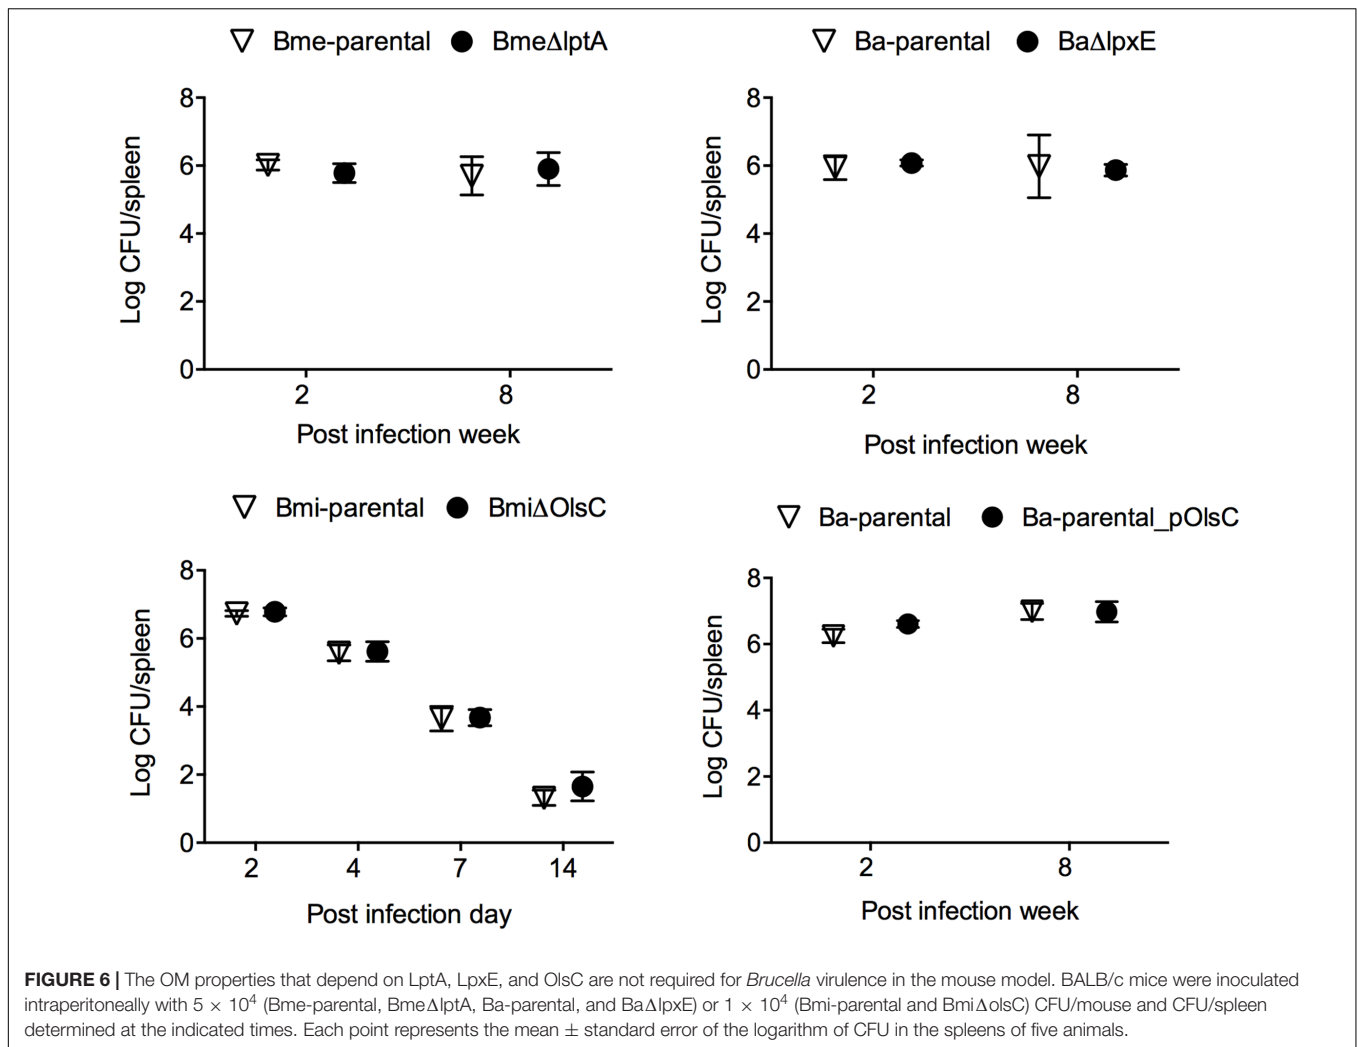 Bme-parental BmeΔlptA
Log CFU/spleen
8
6
4
2
0
2 8
Post infection week
Ba-parental BaΔlpxE
Log CFU/spleen
8
6
4
2
0
2 8
Post infection week
Bmi-parental BmiΔOlsC
Log CFU/spleen
8
6
4
2
0
2 4 7 14
Post infection day
Ba-parental Ba-parental_pOlsC
Log CFU/spleen
8
6
4
2
0
2 8
Post infection week
FIGURE 6 | The OM properties that depend on LptA, LpxE, and OlsC are not required for Brucella virulence in the mouse model. BALB/c mice were inoculated
intraperitoneally with 5 × 10⁴ (Bme-parental, BmeΔlptA, Ba-parental, and BaΔlpxE) or 1 × 10⁴ (Bmi-parental and BmiΔolsC) CFU/mouse and CFU/spleen
determined at the indicated times. Each point represents the mean ± standard error of the logarithm of CFU in the spleens of five animals.